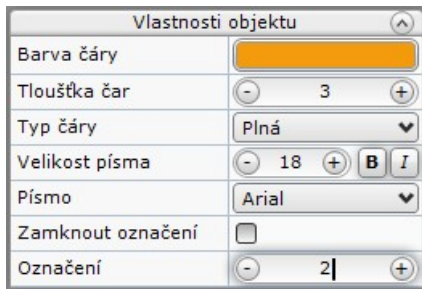 Vlastnosti objektu
Barva čáry
Tloušťka čar - 3 +
Typ čáry Plná
Velikost písma - 18 + B I
Písmo Arial
Zamknout označení
Označení - 2 +